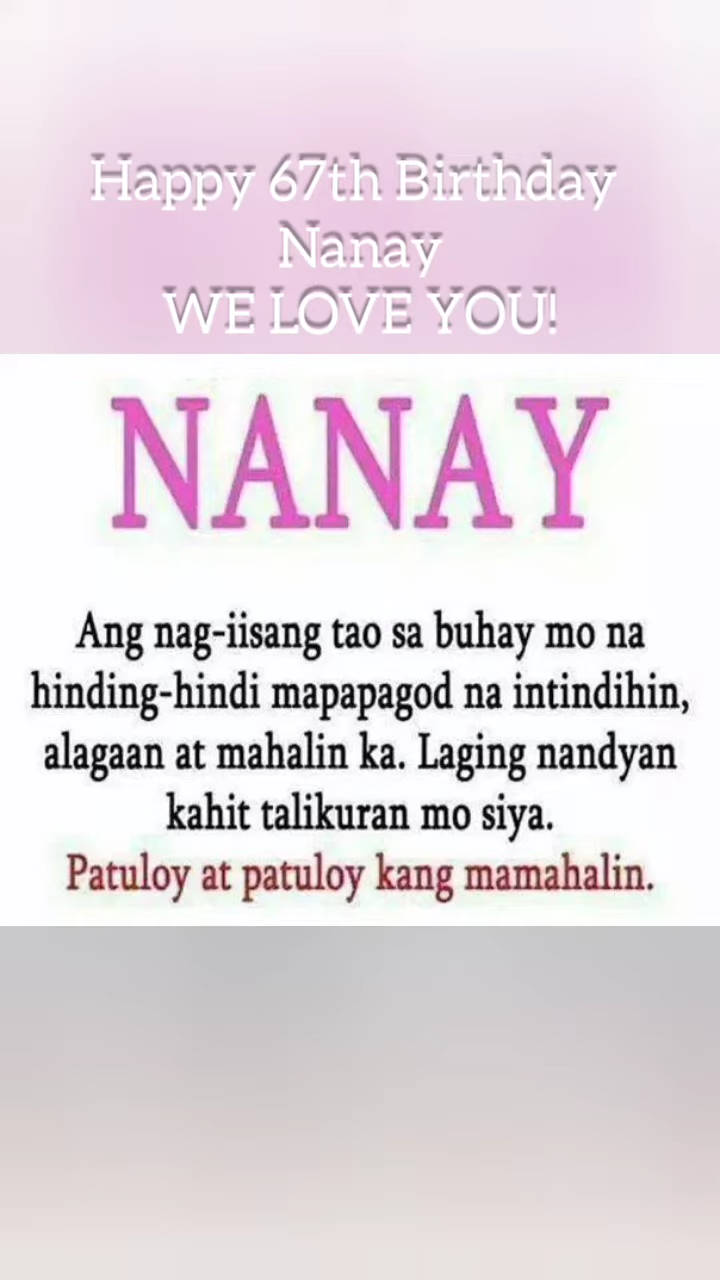 Happy 67th Birthday
Nanay
WE LOVE YOU!
NANAY
Ang nag-iisang tao sa buhay mo na
hinding-hindi mapapagod na intindihin,
alagaan at mahalin ka. Laging nandyan
kahit talikuran mo siya.
Patuloy at patuloy kang mamahalin.